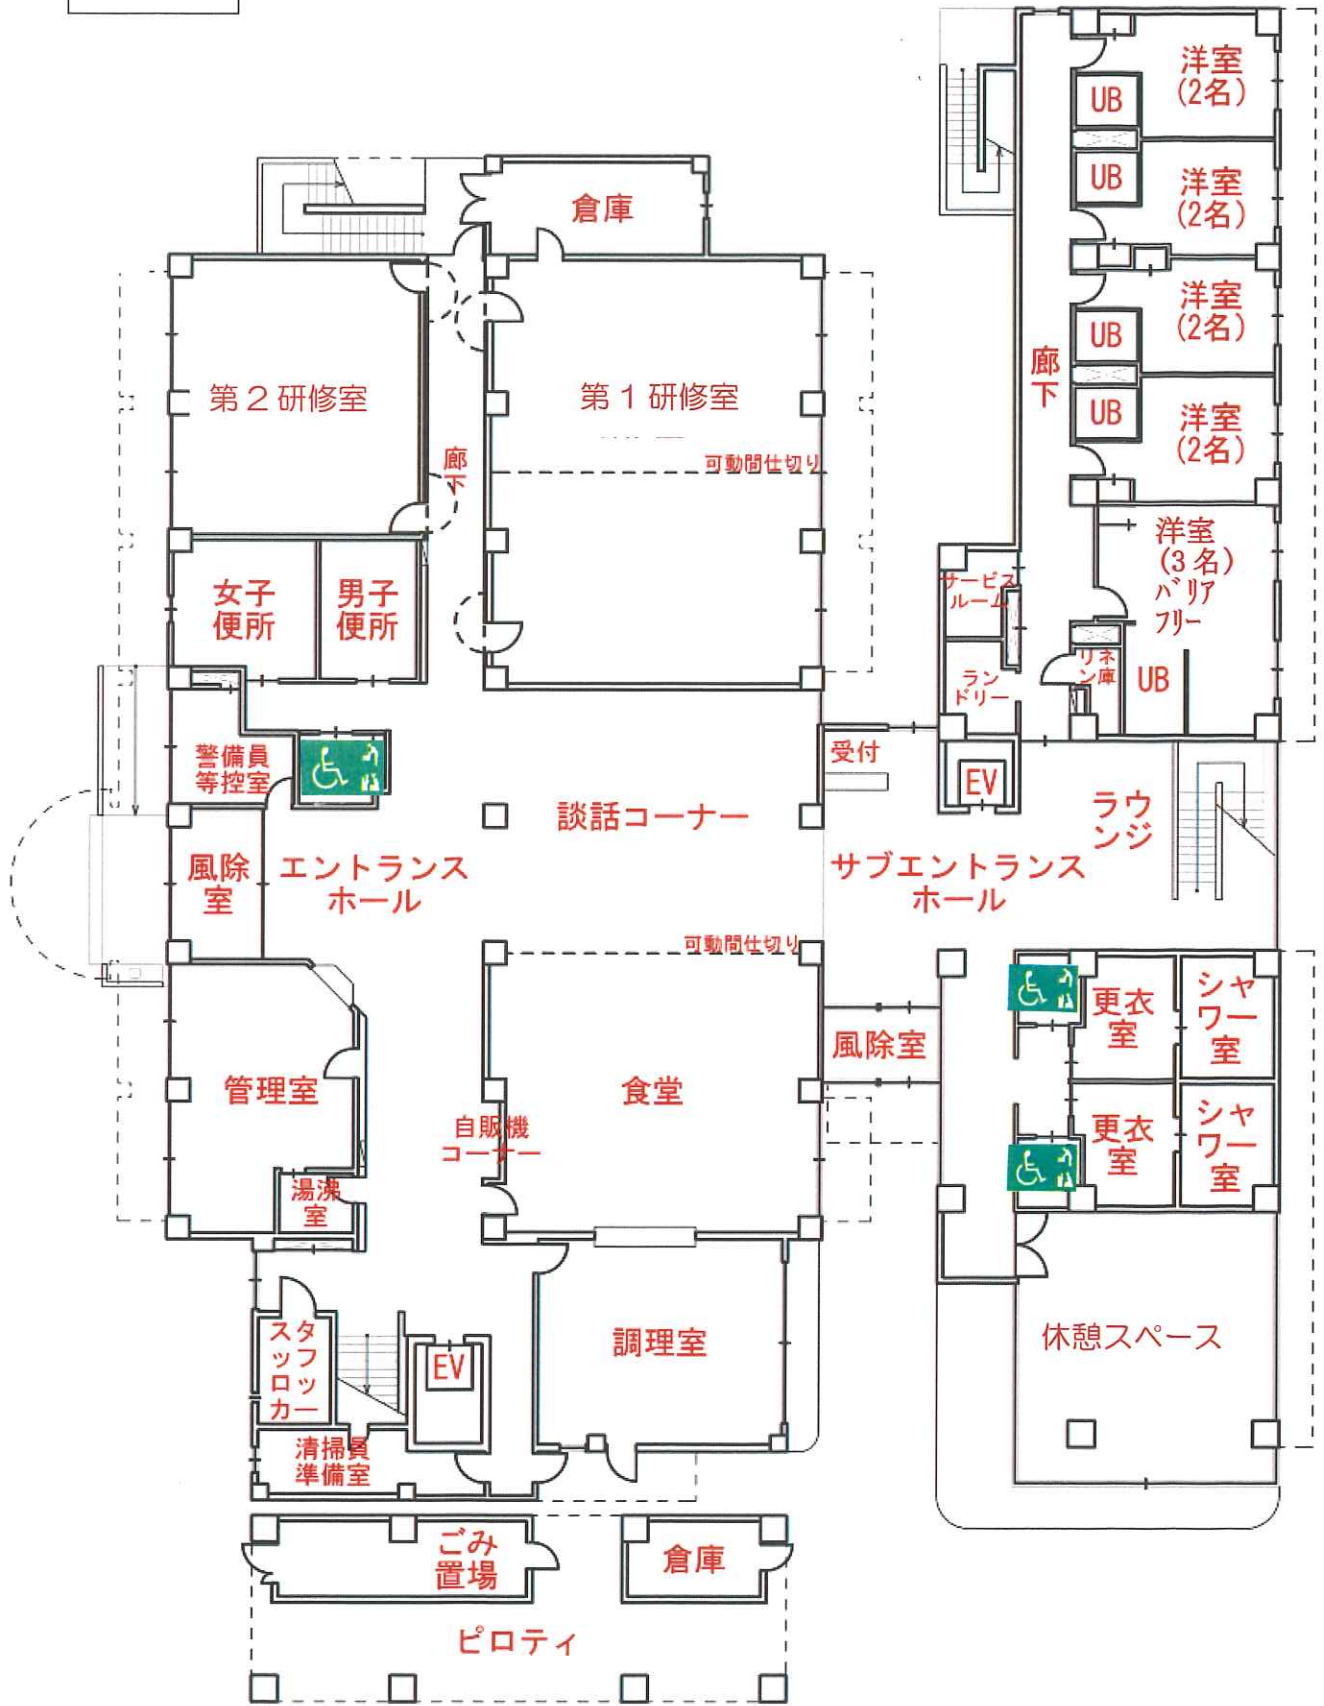 洋室
(2名)
UB
UB
洋室
(2名)
倉庫
洋室
(2名)
UB
廊
下
第2研修室
第1研修室
UB
洋室
(2名)
廊
下
可動間仕切り
洋室
(3名)
バリア
フリー
サービス
ルーム
女子
便所
男子
便所
リネ
ン庫
UB
ラン
ドリー
警備員
等控室
受付
EV
ラウ
ンジ
談話コーナー
風除
室
エントランス
ホール
サブエントランス
ホール
可動間仕切り
更衣
室
シャ
ワー
室
風除室
管理室
食堂
自販機
コーナー
更衣
室
シャ
ワー
室
湯沸
室
スタ
ッフ
ロッ
カー
EV
調理室
休憩スペース
清掃員
準備室
ごみ
置場
倉庫
ピロティ